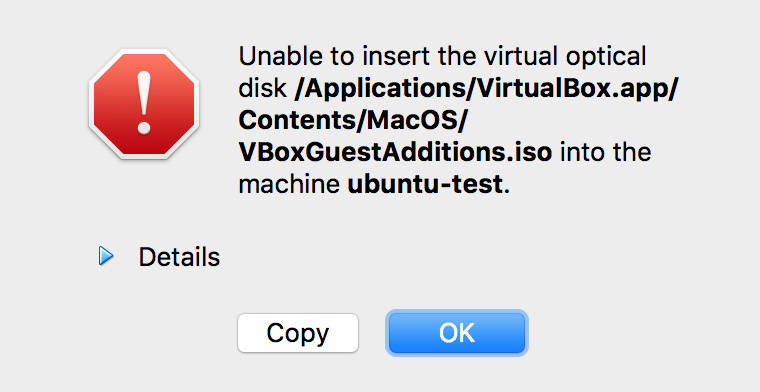 Unable to insert the virtual optical
disk /Applications/VirtualBox.app/
Contents/MacOS/
VBoxGuestAdditions.iso into the
machine ubuntu-test.
Details
Copy
OK